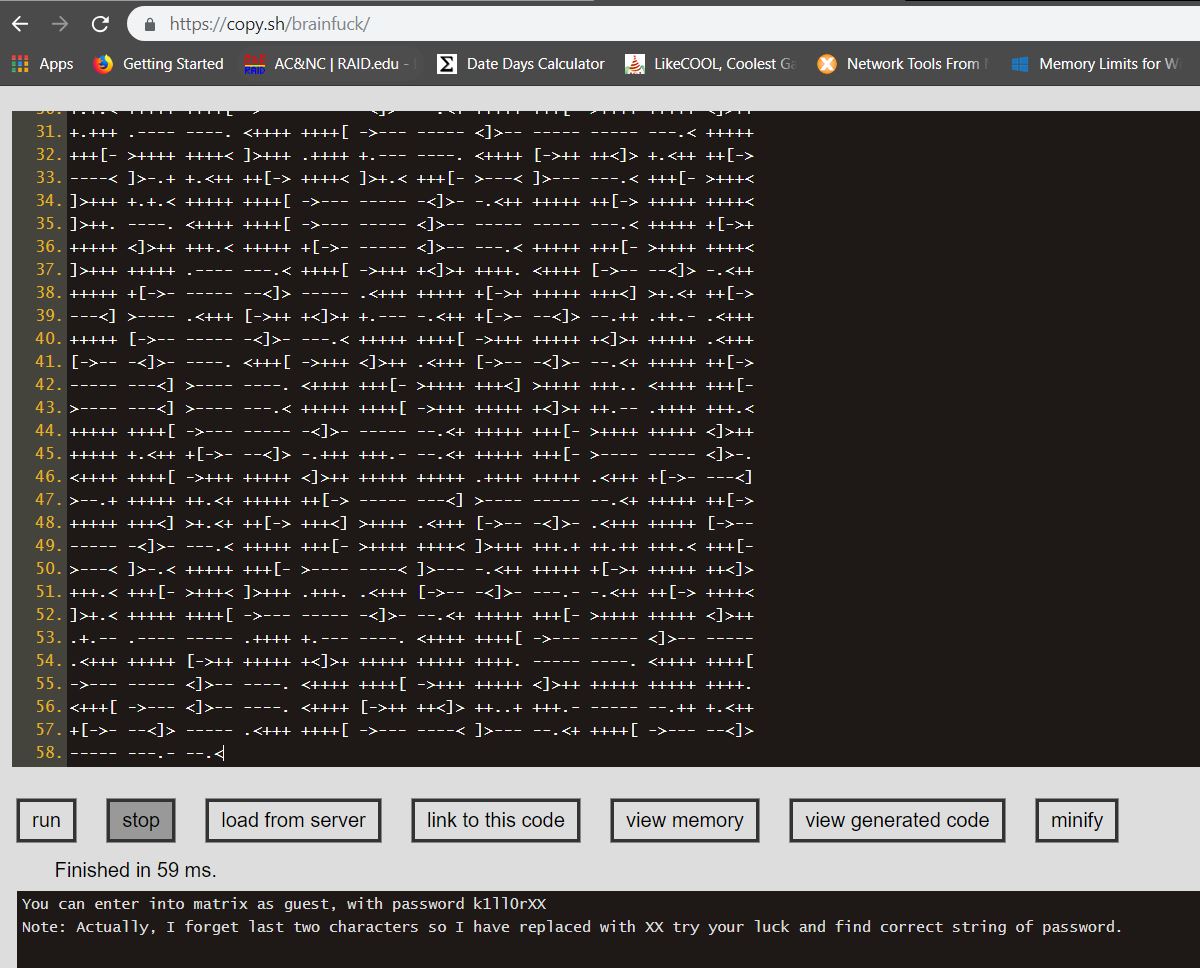 https://copy.sh/brainfuck/
Apps Getting Started AC&NC | RAID.edu - Date Days Calculator LikeCOOL, Coolest Ga Network Tools From Memory Limits for W
31. +.+++ .---- ----. <++++ ++++[ ->--- ----- <]>-- ----- ----- ---.< +++++
32. +++[- >++++ ++++< ]>+++ .++++ +.--- ----. <++++ [->++ ++<]> +.<++ ++[->
33. ----< ]>-.+ +.<++ ++[-> ++++< ]>+.< +++[- >---< ]>--- ---.< +++[- >+++<
34. ]>+++ +.+.< +++++ ++++[ ->--- ----- -<]>- -.<++ +++++ ++[-> +++++ ++++<
35. ]>++. ----. <++++ ++++[ ->--- ----- <]>-- ----- ----- ---.< +++++ +[->+
36. +++++ <]>++ +++.< +++++ +[->- ----- <]>-- ---.< +++++ +++[- >++++ ++++<
37. ]>+++ +++++ .---- ---.< ++++[ ->+++ +<]>+ ++++. <++++ [->-- --<]> -.<++
38. +++++ +[->- ----- --<]> ----- .<+++ +++++ +[->+ +++++ +++<] >+.<+ ++[->
39. ---<] >---- .<+++ [->++ +<]>+ +.--- -.<++ +[->- --<]> --.++ .++.- .<+++
40. +++++ [->-- ----- -<]>- ---.< +++++ ++++[ ->+++ +++++ +<]>+ +++++ .<+++
41. [->-- -<]>- ----. <+++[ ->+++ <]>++ .<+++ [->-- -<]>- --.<+ +++++ ++[->
42. ----- ---<] >---- ----. <++++ +++[- >++++ +++<] >++++ +++.. <++++ +++[-
43. >---- ---<] >---- ---.< +++++ ++++[ ->+++ +++++ +<]>+ ++.-- .++++ +++.<
44. +++++ ++++[ ->--- ----- -<]>- ----- --.<+ +++++ +++[- >++++ +++++ <]>++
45. +++++ +.<++ +[->- --<]> -.+++ +++.- --.<+ +++++ +++[- >---- ----- <]>-.
46. <++++ ++++[ ->+++ +++++ <]>++ +++++ +++++ .++++ +++++ .<+++ +[->- ---<]
47. >--.+ +++++ ++.<+ +++++ ++[-> ----- ---<] >---- ----- --.<+ +++++ ++[->
48. +++++ +++<] >+.<+ ++[-> +++<] >++++ .<+++ [->-- -<]>- .<+++ +++++ [->--
49. ----- -<]>- ---.< +++++ +++[- >++++ ++++< ]>+++ +++.+ ++.++ +++.< +++[-
50. >---< ]>-.< +++++ +++[- >---- ----< ]>--- -.<++ +++++ +[->+ +++++ ++<]>
51. +++.< +++[- >+++< ]>+++ .+++. .<+++ [->-- -<]>- ---.- -.<++ ++[-> ++++<
52. ]>+.< +++++ ++++[ ->--- ----- -<]>- --.<+ +++++ +++[- >++++ +++++ <]>++
53. .+.-- .---- ----- .++++ +.--- ----. <++++ ++++[ ->--- ----- <]>-- -----
54. .<+++ +++++ [->++ +++++ +<]>+ +++++ +++++ ++++. ----- ----. <++++ ++++[
55. ->--- ----- <]>-- ----. <++++ ++++[ ->+++ +++++ <]>++ +++++ +++++ ++++.
56. <+++[ ->--- <]>-- ----. <++++ [->++ ++<]> ++..+ +++.- ----- --.++ +.<++
57. +[->- --<]> ----- .<+++ ++++[ ->--- ----< ]>--- --.<+ ++++[ ->--- --<]>
58. ----- ---.- --.<
run stop load from server link to this code view memory view generated code minify
Finished in 59 ms.
You can enter into matrix as guest, with password k1ll0rXX
Note: Actually, I forget last two characters so I have replaced with XX try your luck and find correct string of password.